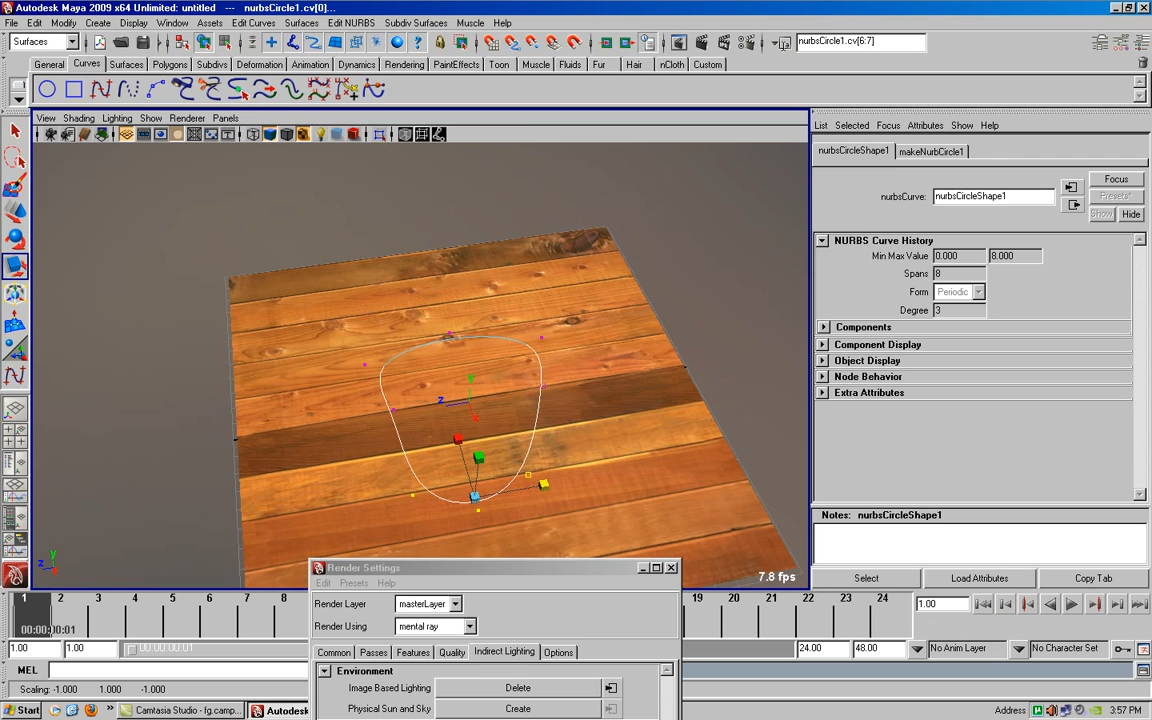 Autodesk Maya 2009 x64 Unlimited: untitled --- nurbsCircle1.cv[0]...
File Edit Modify Create Display Window Assets Edit Curves Surfaces Edit NURBS Subdiv Surfaces Muscle Help
Surfaces nurbsCircle1.cv[6:7]
General Curves Surfaces Polygons Subdivs Deformation Animation Dynamics Rendering PaintEffects Toon Muscle Fluids Fur Hair nCloth Custom
View Shading Lighting Show Renderer Panels
List Selected Focus Attributes Show Help
nurbsCircleShape1 makeNurbCircle1
Focus
nurbsCurve: nurbsCircleShape1 Presets*
Show Hide
NURBS Curve History
Min Max Value 0.000 8.000
Spans 8
Form Periodic
Degree 3
Components
Component Display
Object Display
Node Behavior
Extra Attributes
y
z
x
Notes: nurbsCircleShape1
7.8 fps
Select Load Attributes Copy Tab
Render Settings
Edit Presets Help
Render Layer masterLayer
Render Using mental ray
Common Passes Features Quality Indirect Lighting Options
Environment
Image Based Lighting Delete
Physical Sun and Sky Create
1 2 3 4 5 6 7 8 19 20 21 22 23 24 1.00
00:00:00:01
1.00 1.00 00:00:00:01 24.00 48.00 No Anim Layer No Character Set
MEL
Scaling: -1.000 1.000 -1.000
Start Camtasia Studio - fg.camp... Autodesk Address 3:57 PM